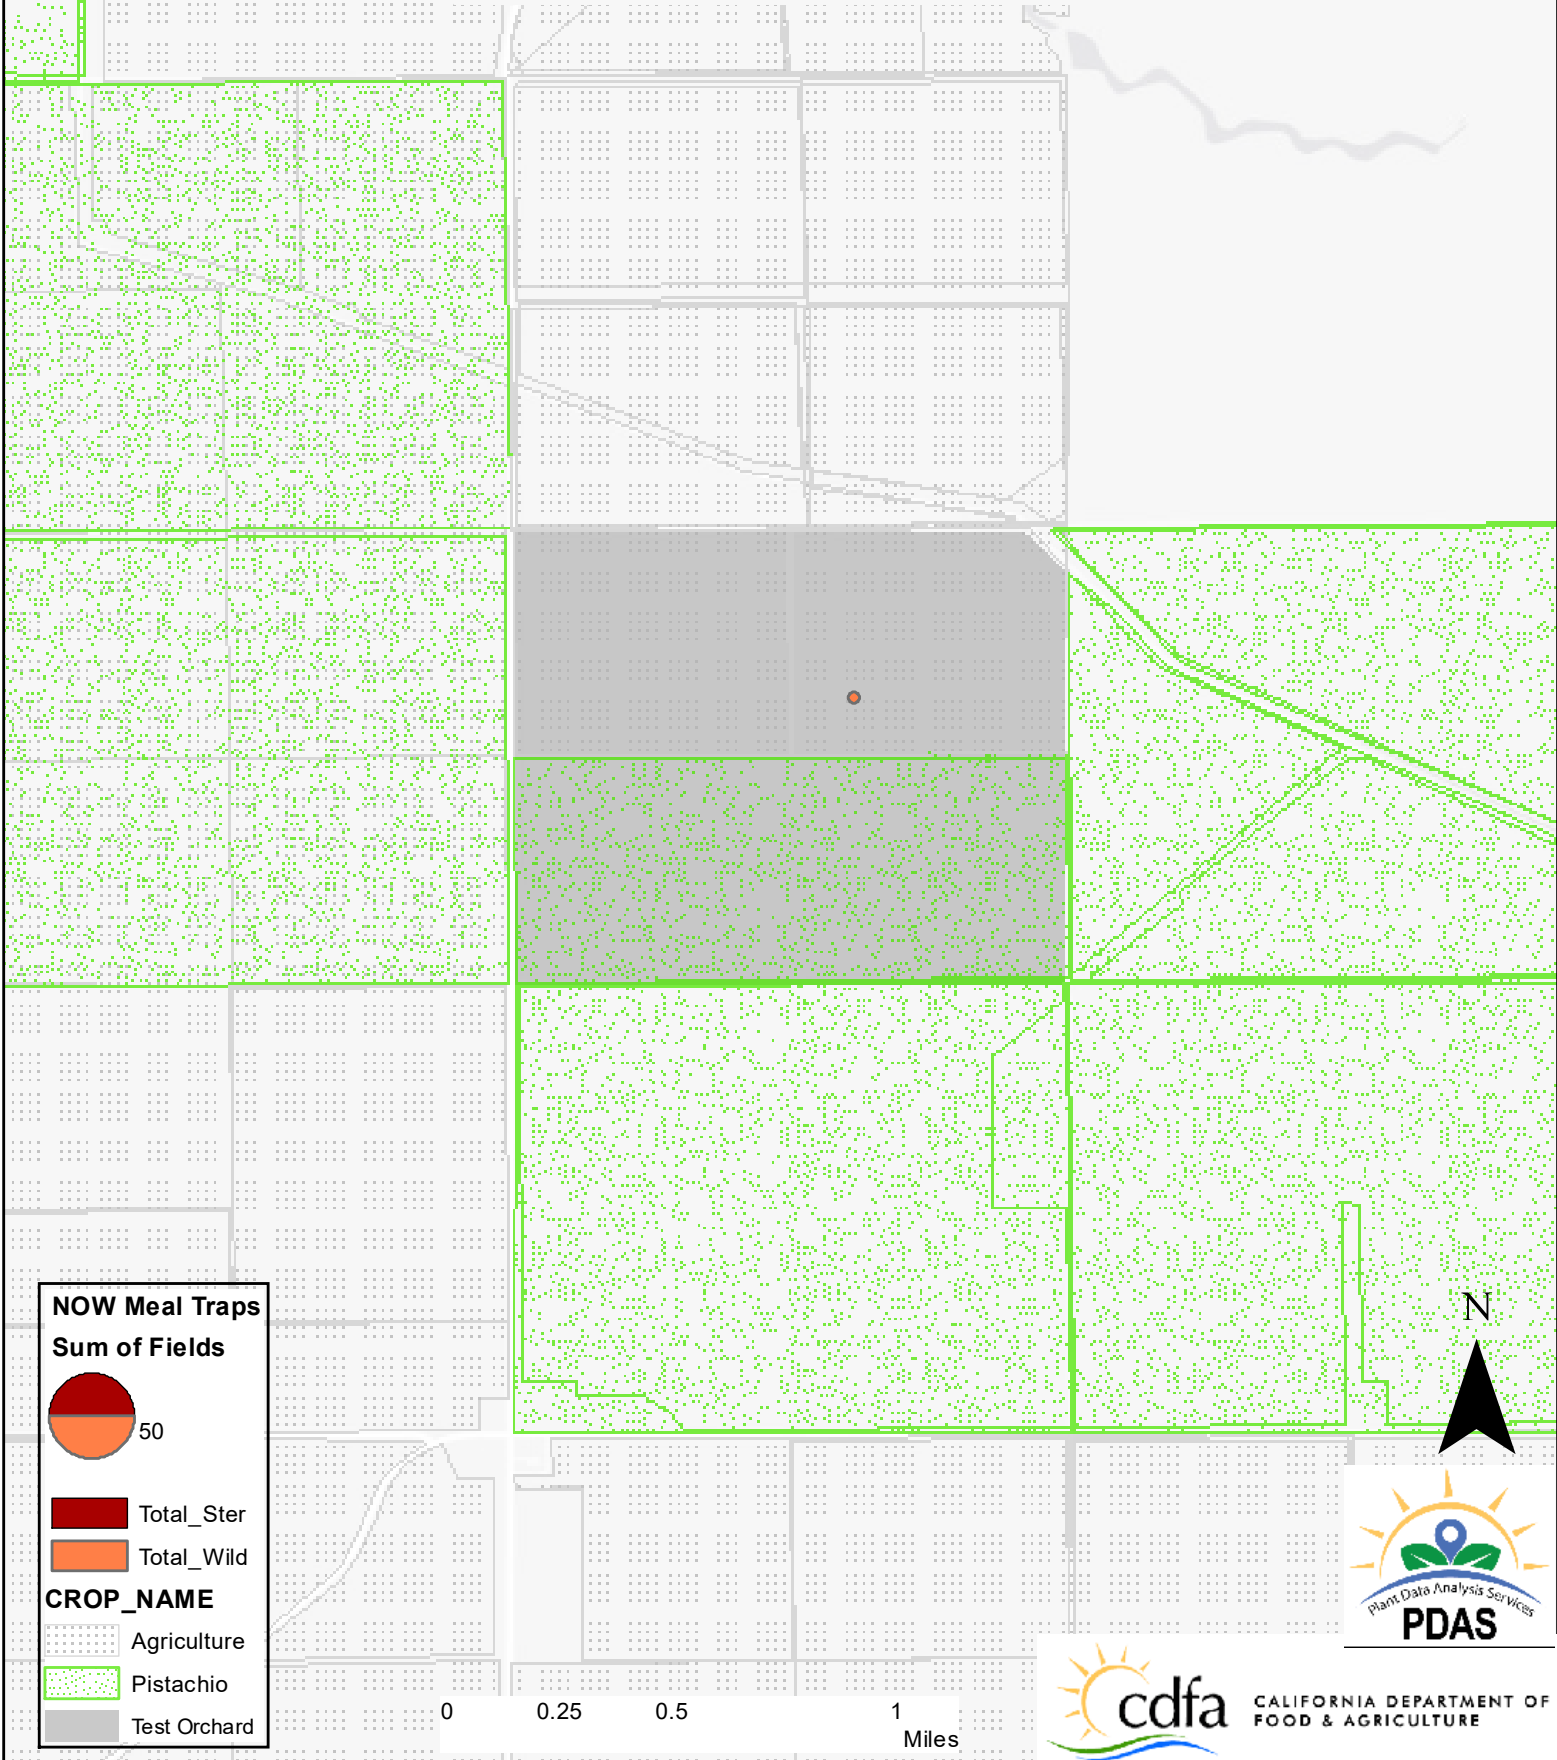 N
NOW Meal Traps
Sum of Fields
50
Total_Ster
Total_Wild
CROP_NAME
Agriculture
Pistachio
Test Orchard
0 0.25 0.5 1
Miles
Plant Data Analysis Services
PDAS
cdfa
CALIFORNIA DEPARTMENT OF
FOOD & AGRICULTURE